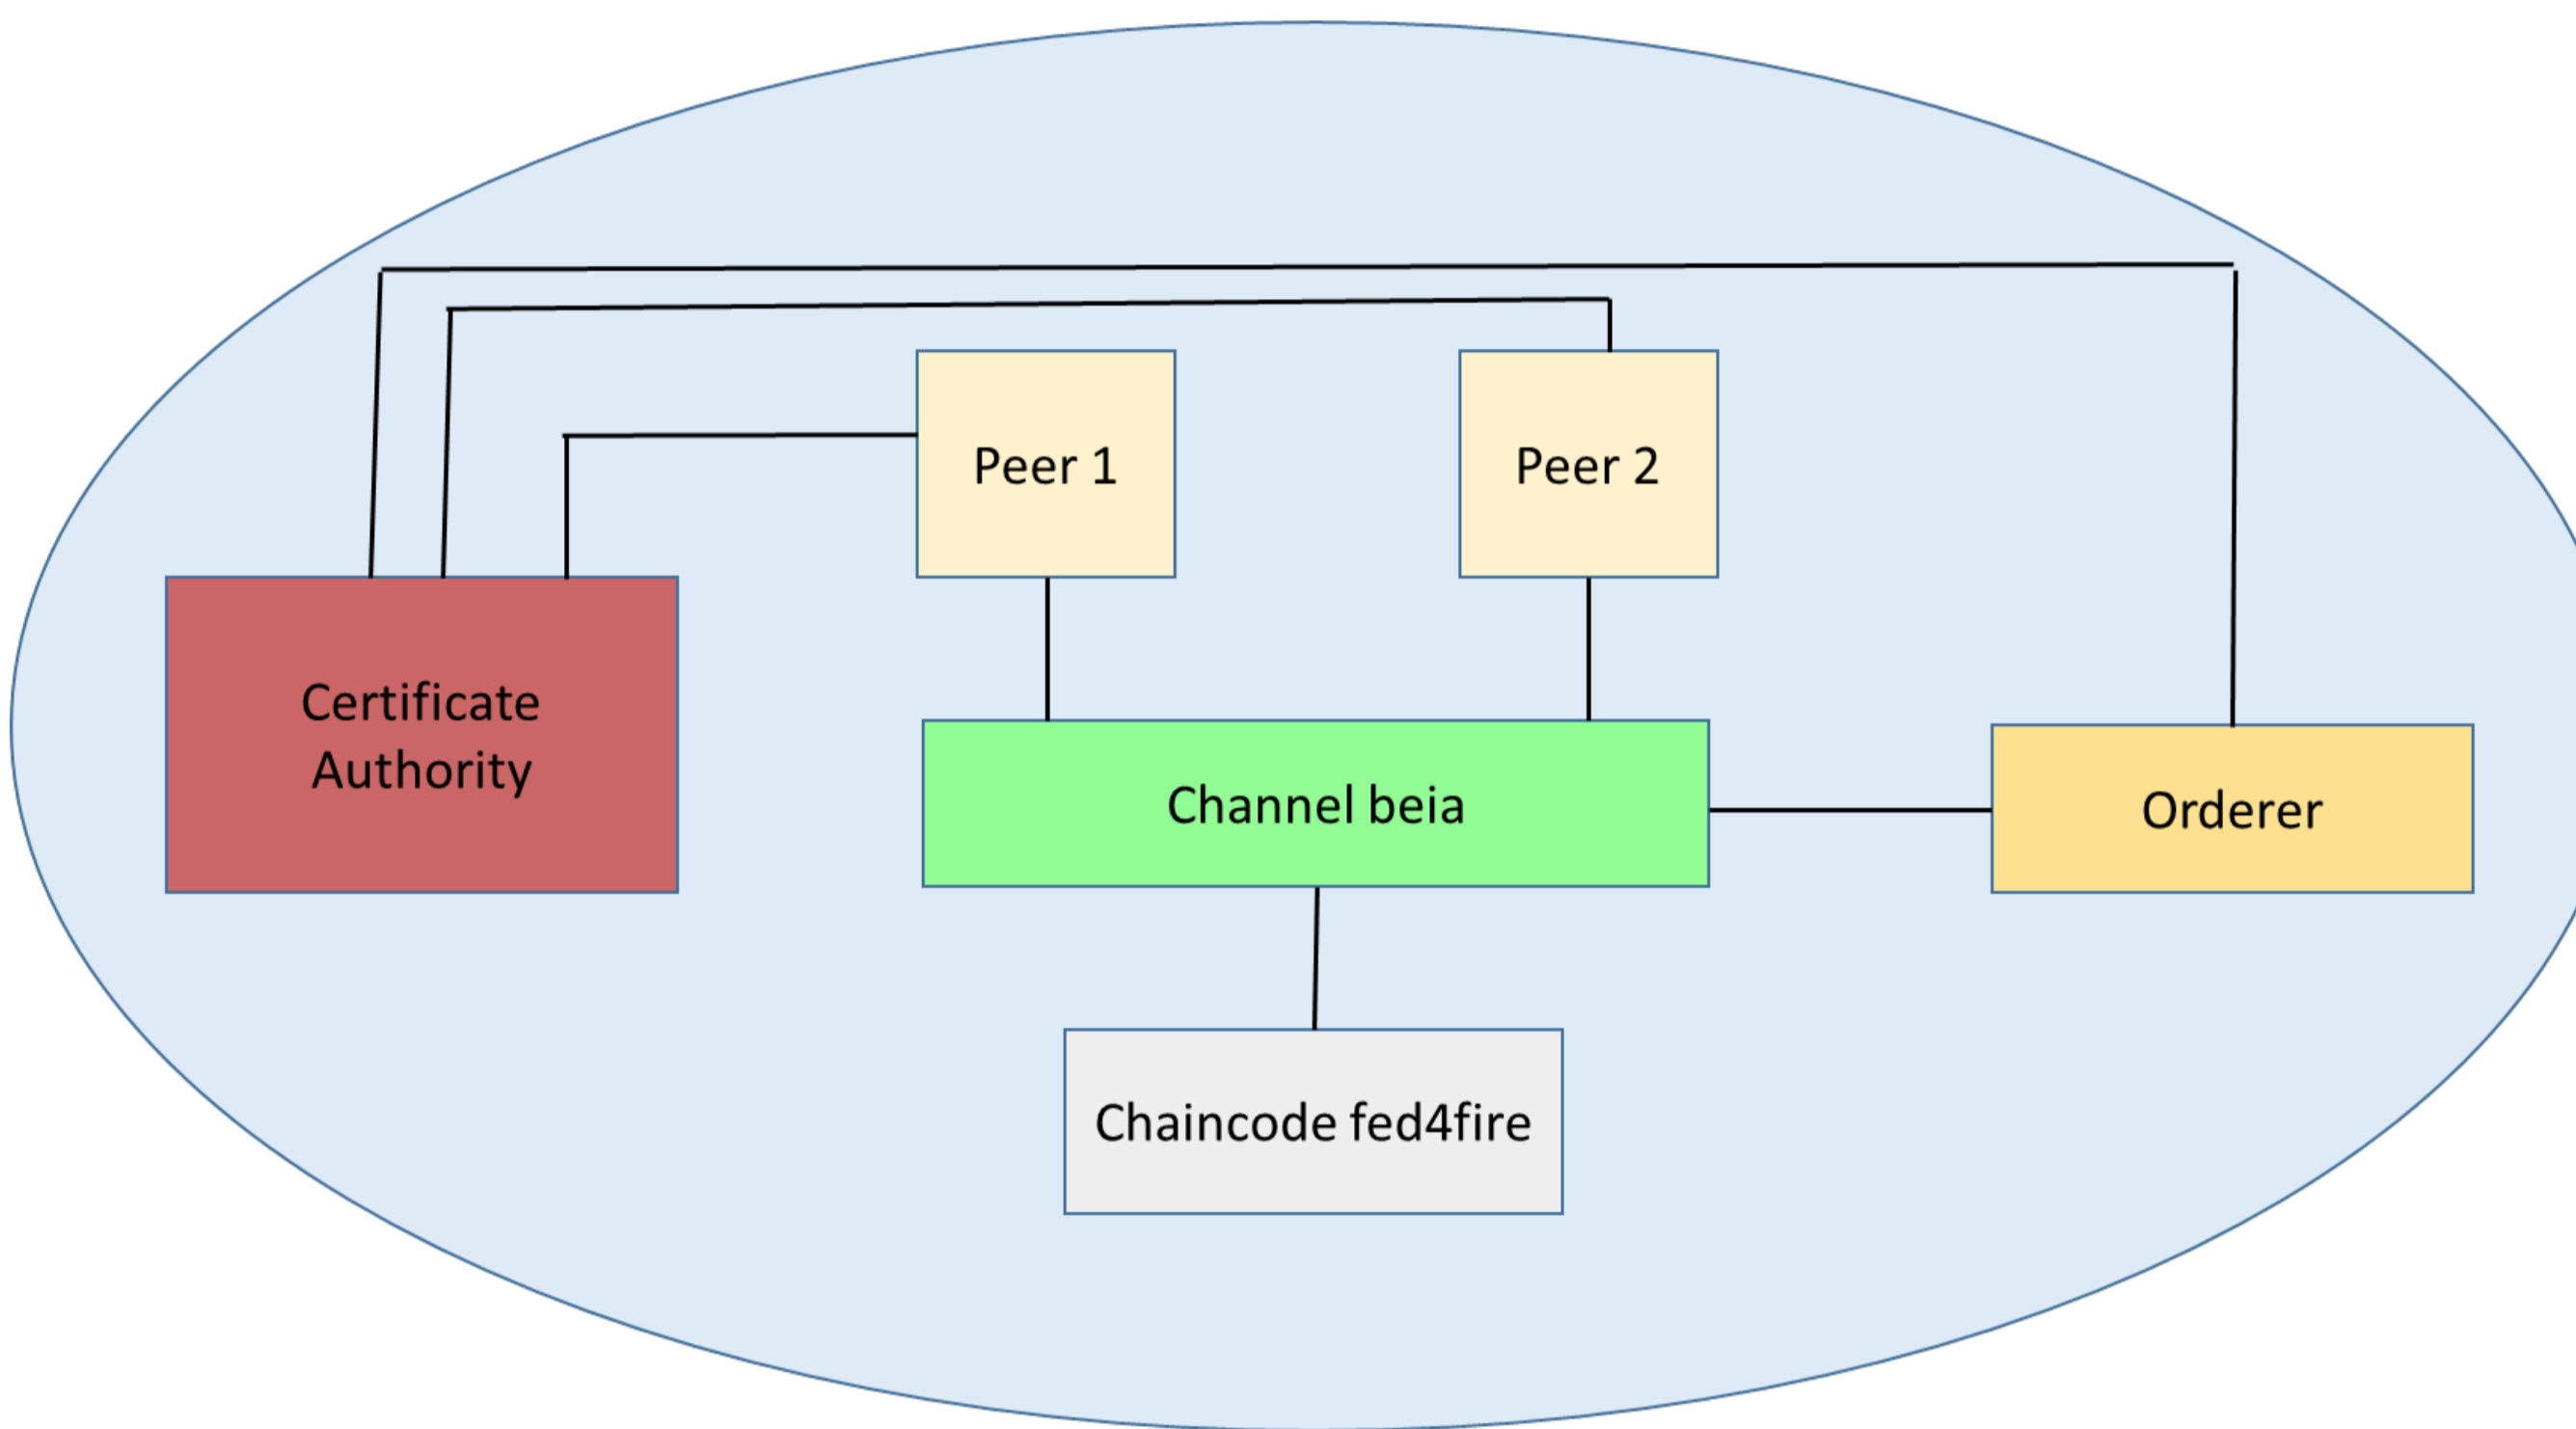 Peer 1
Peer 2
Certificate
Authority
Channel beia
Orderer
Chaincode fed4fire